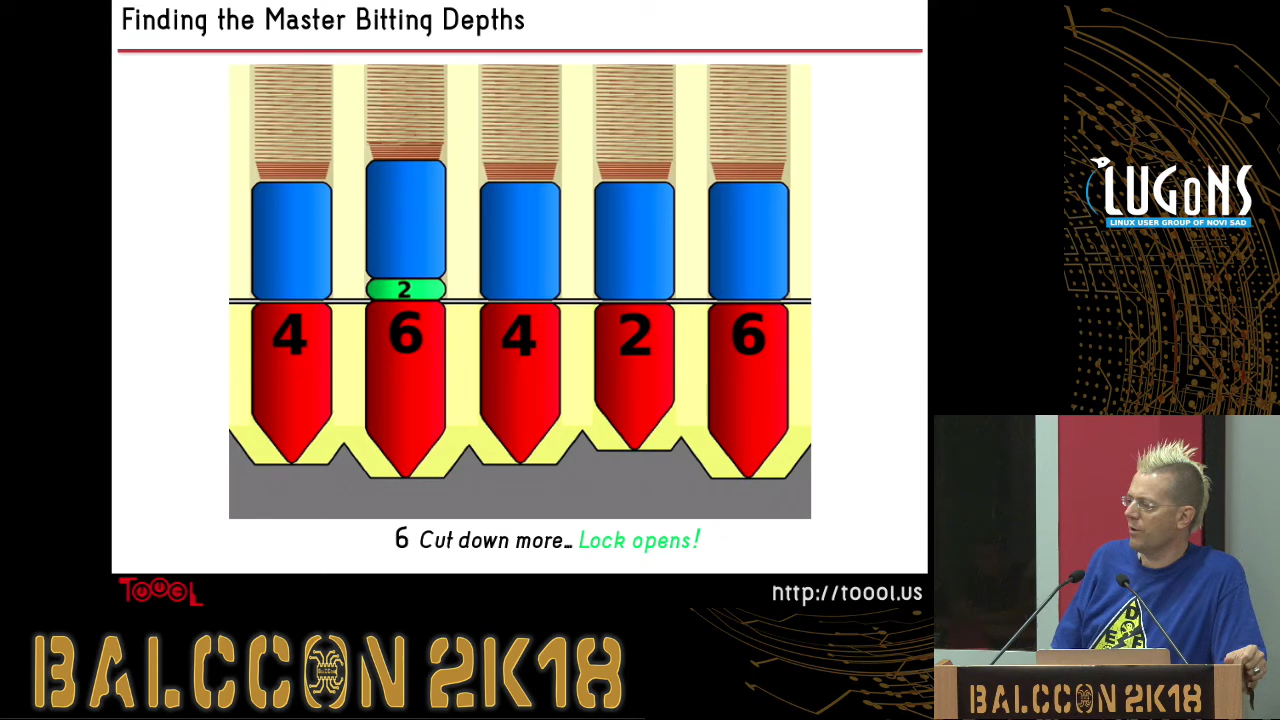 Finding the Master Bitting Depths
2
4 6 4 2 6
6 Cut down more... Lock opens!
TOOOL
http://toool.us
LUGoNS
LINUX USER GROUP OF NOVI SAD
BALCCON 2K18
BALCCON 2K18